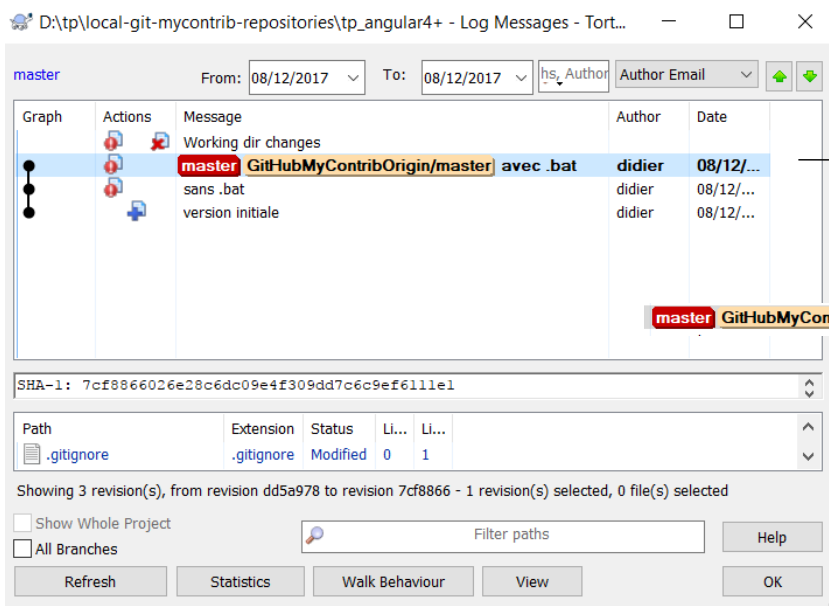 D:\tp\local-git-mycontrib-repositories\tp_angular4+ - Log Messages - Tort...
master From: 08/12/2017 To: 08/12/2017 hs, Author Author Email
Graph Actions Message Author Date
Working dir changes
master GitHubMyContribOrigin/master avec .bat didier 08/12/...
sans .bat didier 08/12/...
version initiale didier 08/12/...
master GitHubMyCon
SHA-1: 7cf8866026e28c6dc09e4f309dd7c6c9ef6111e1
Path Extension Status Li... Li...
.gitignore .gitignore Modified 0 1
Showing 3 revision(s), from revision dd5a978 to revision 7cf8866 - 1 revision(s) selected, 0 file(s) selected
Show Whole Project
Filter paths Help
All Branches
Refresh Statistics Walk Behaviour View OK